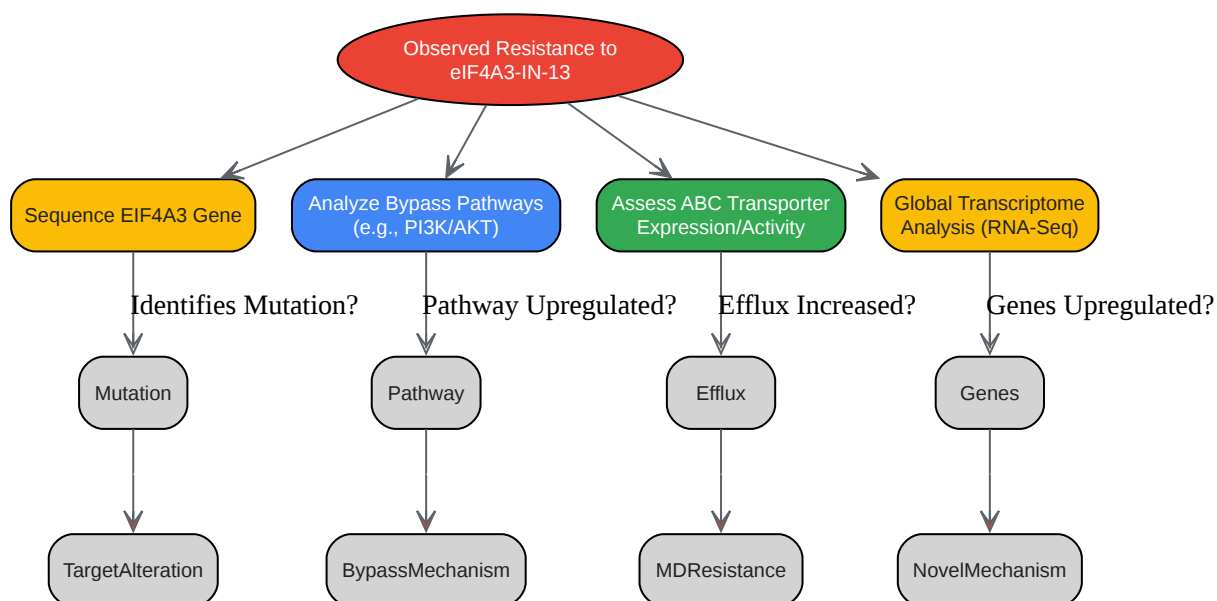 Observed Resistance to
eIF4A3-IN-13
Sequence EIF4A3 Gene
Analyze Bypass Pathways
(e.g., PI3K/AKT)
Assess ABC Transporter
Expression/Activity
Global Transcriptome
Analysis (RNA-Seq)
Identifies Mutation?
Pathway Upregulated?
Efflux Increased?
Genes Upregulated?
Mutation
Pathway
Efflux
Genes
TargetAlteration
BypassMechanism
MDResistance
NovelMechanism